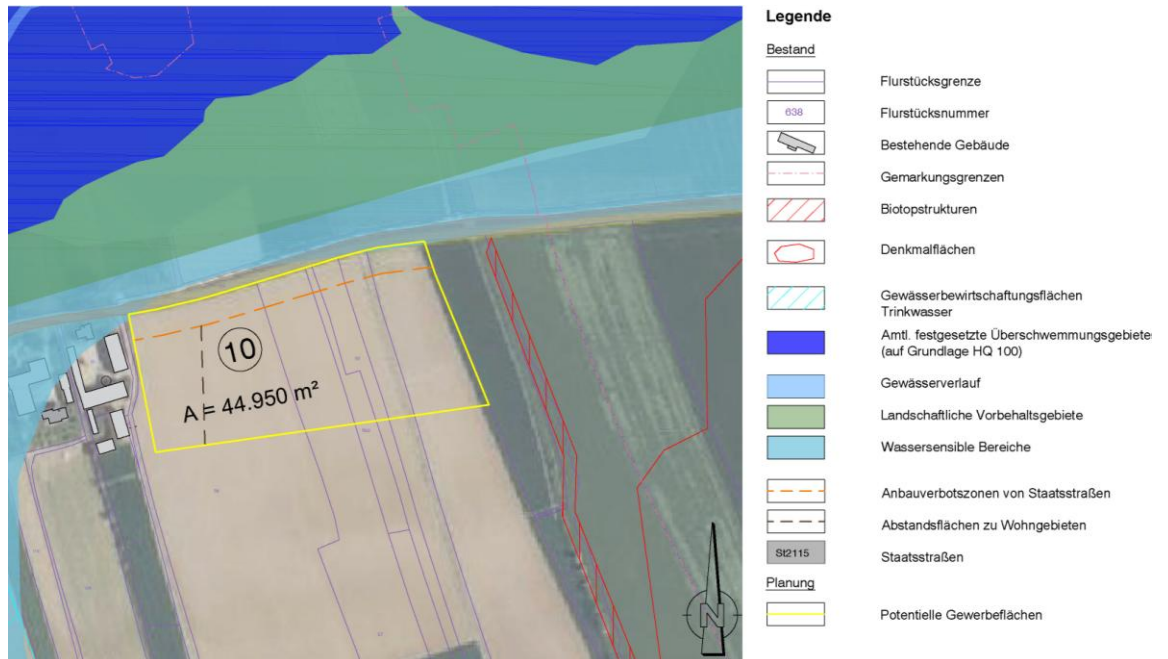 10
A = 44.950 m²
N
Legende
Bestand
Flurstücksgrenze
638
Flurstücksnummer
Bestehende Gebäude
Gemarkungsgrenzen
Biotopstrukturen
Denkmalflächen
Gewässerbewirtschaftungsflächen
Trinkwasser
Amtl. festgesetzte Überschwemmungsgebiete
(auf Grundlage HQ 100)
Gewässerverlauf
Landschaftliche Vorbehaltsgebiete
Wassersensible Bereiche
Anbauverbotszonen von Staatsstraßen
Abstandsflächen zu Wohngebieten
St2115
Staatsstraßen
Planung
Potentielle Gewerbeflächen